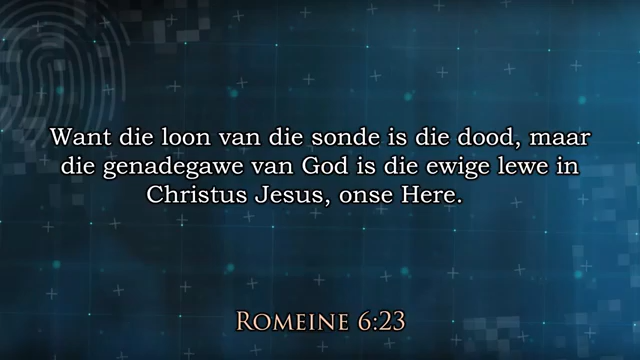 Want die loon van die sonde is die dood, maar
die genadegawe van God is die ewige lewe in
Christus Jesus, onse Here.
Romeine 6:23